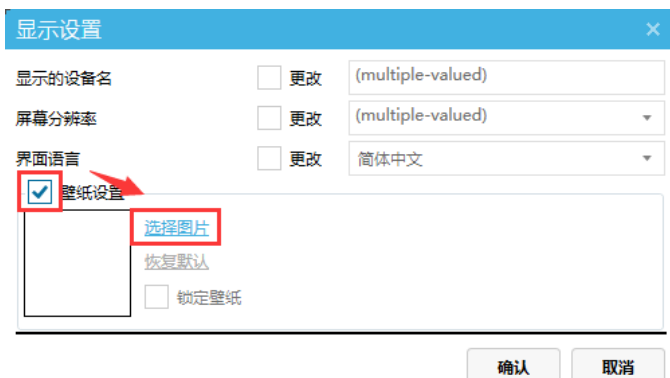 显示设置
显示的设备名 更改 (multiple-valued)
屏幕分辨率 更改 (multiple-valued)
界面语言 更改 简体中文
壁纸设置
选择图片
恢复默认
锁定壁纸
确认 取消